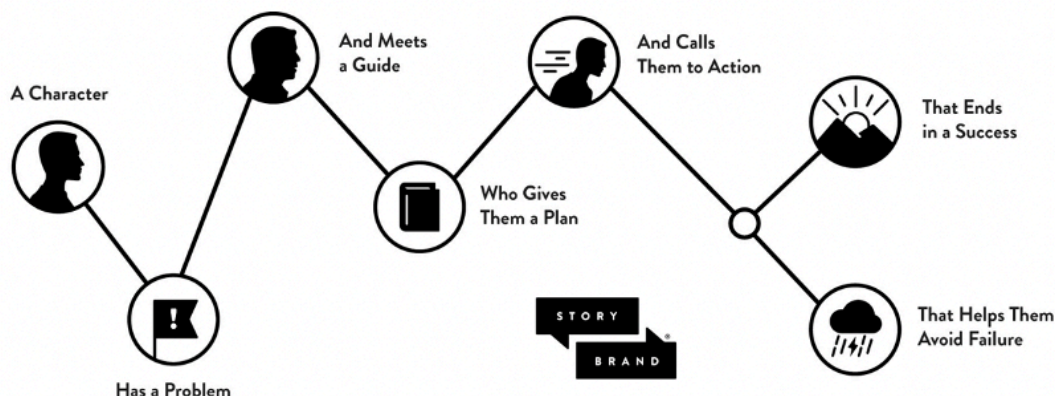 A Character
Has a Problem
And Meets
a Guide
Who Gives
Them a Plan
And Calls
Them to Action
That Ends
in a Success
That Helps Them
Avoid Failure
!
STORY
BRAND
®